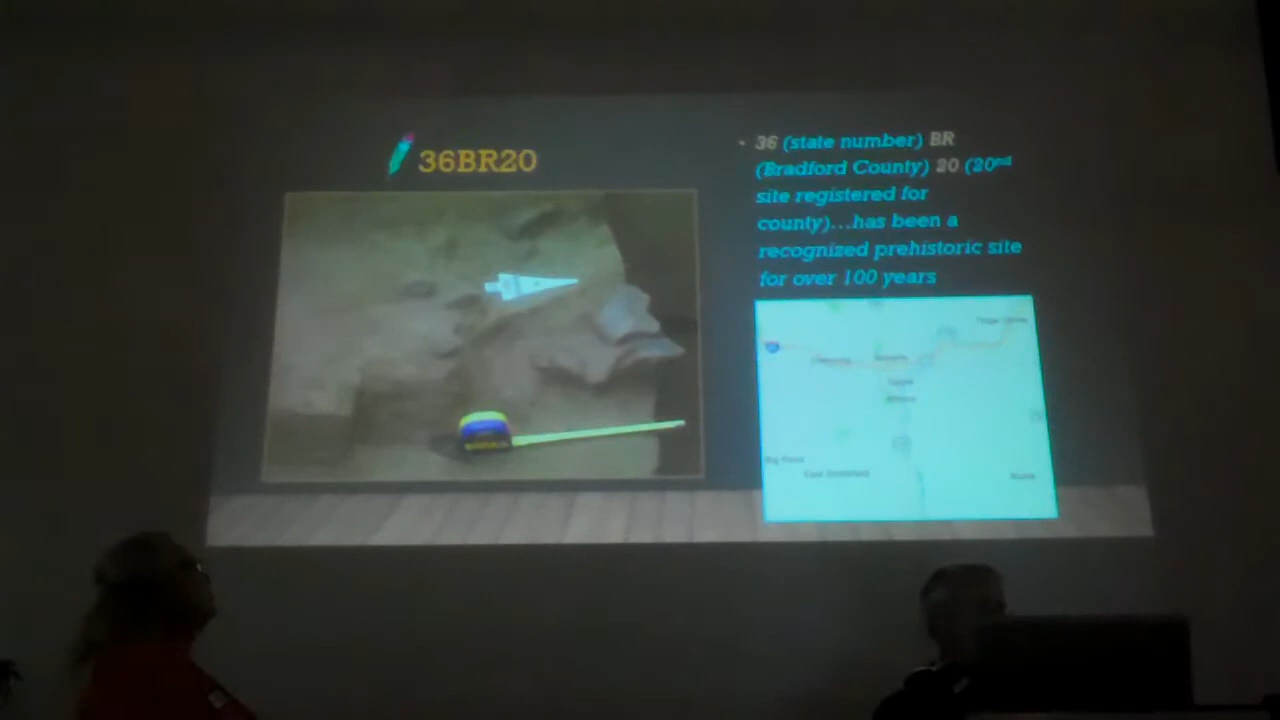 36BR20
• 36 (state number) BR
(Bradford County) 20 (20nd
site registered for
county)...has been a
recognized prehistoric site
for over 100 years